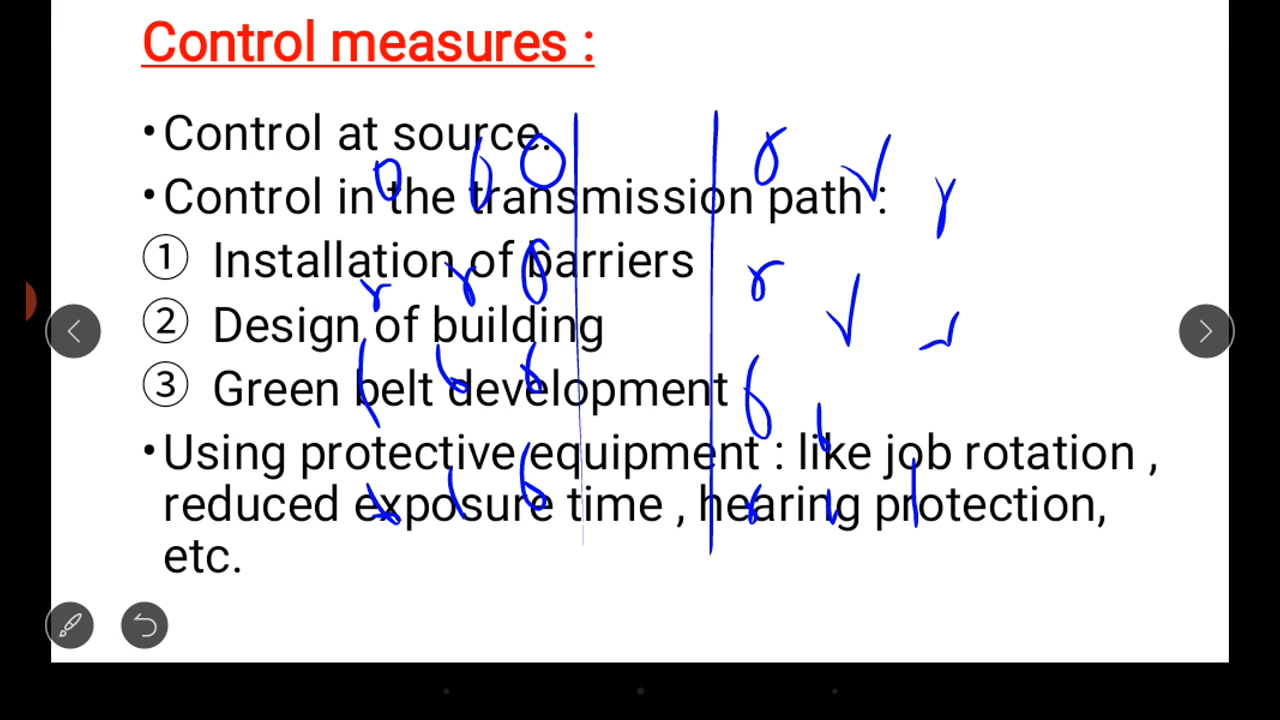 Control measures :
•Control at source.
•Control in the transmission path :
① Installation of barriers
② Design of building
③ Green belt development
•Using protective equipment : like job rotation ,
reduced exposure time , hearing protection,
etc.